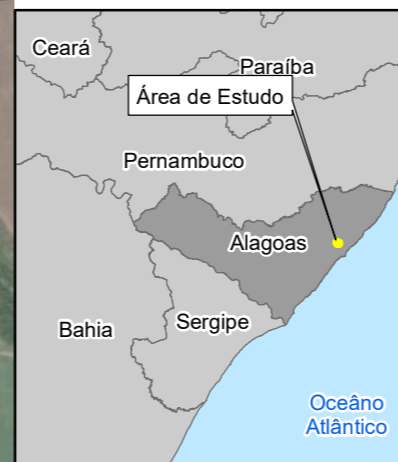 Ceará
Paraíba
Área de Estudo
Pernambuco
Alagoas
Bahia
Sergipe
Oceâno
Atlântico